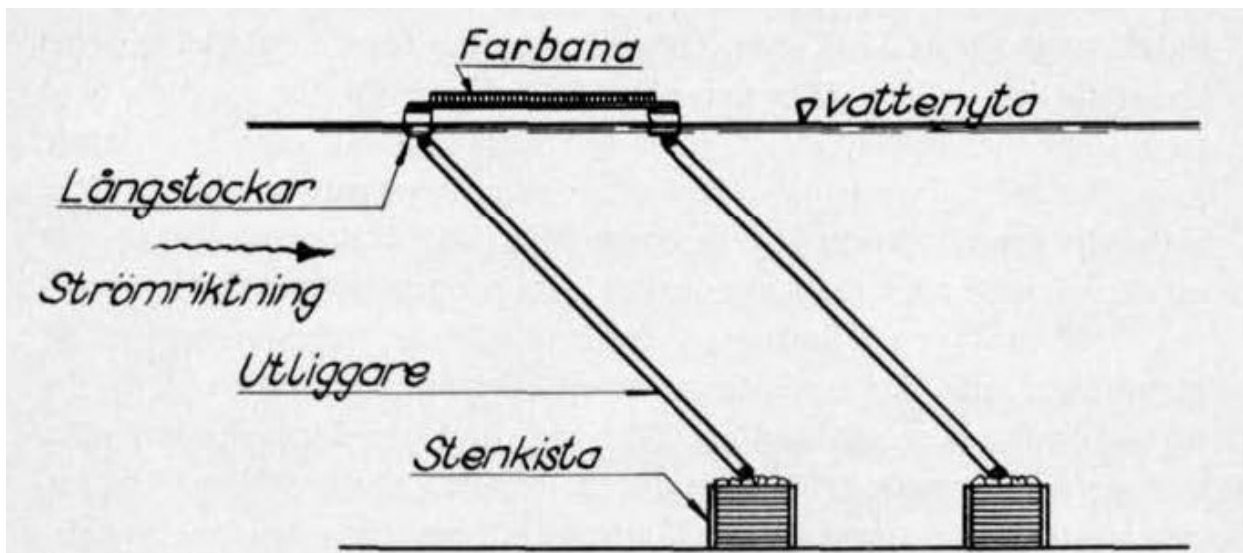 Farbana
vattenyta
Långstockar
Strömriktning
Utliggare
Stenkista